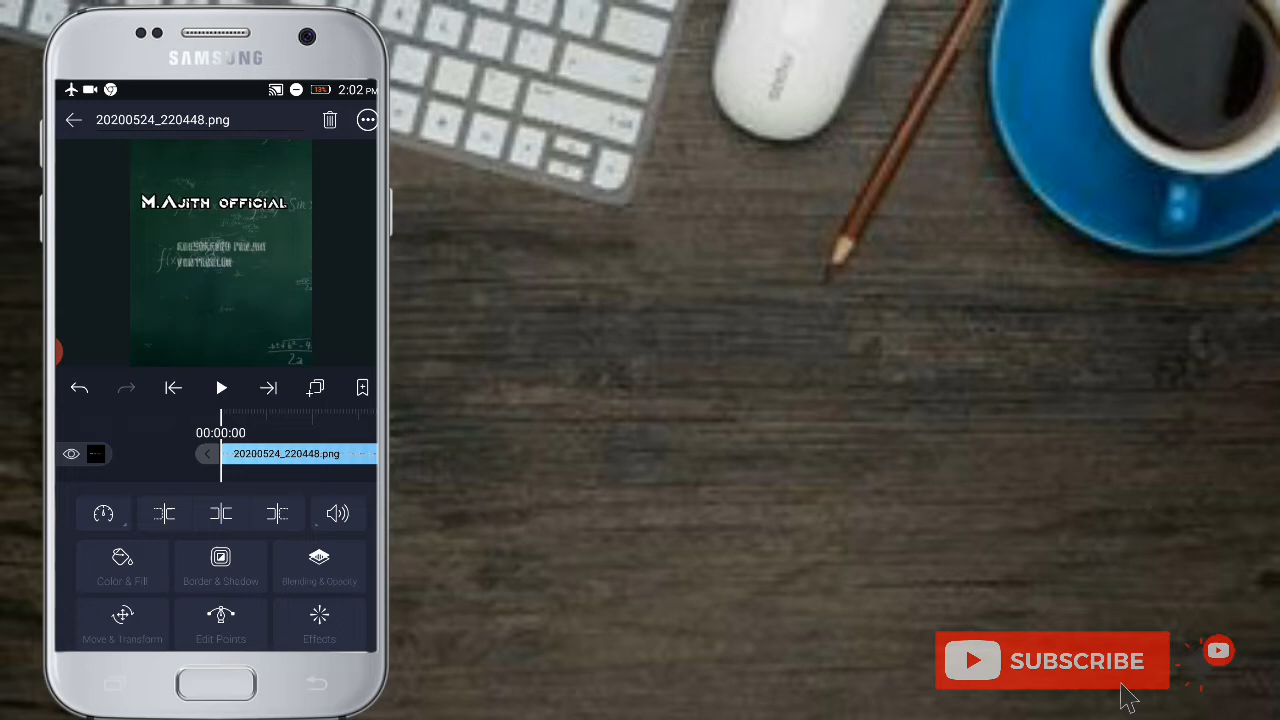 SAMSUNG
13% 2:02 PM
20200524_220448.png
M.Ajith official
00:00:00
20200524_220448.png
Color & Fill
Border & Shadow
Blending & Opacity
Move & Transform
Edit Points
Effects
SUBSCRIBE